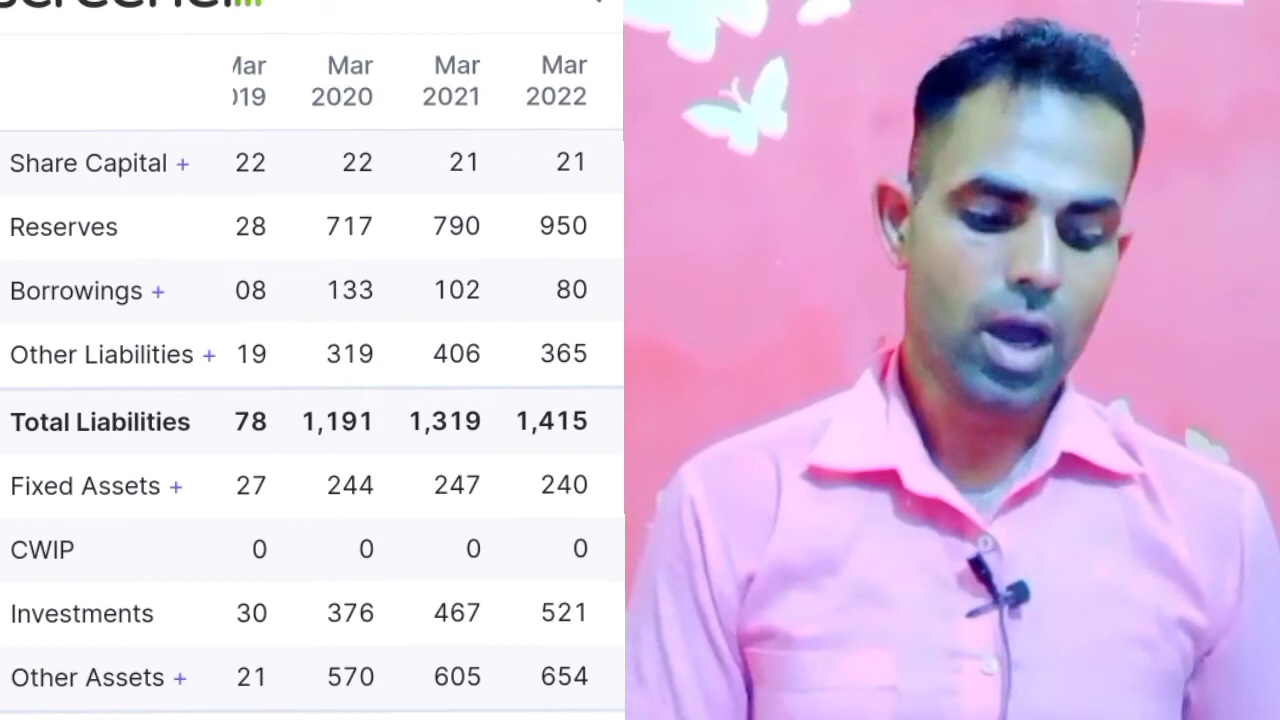 Mar Mar Mar
2020 2021 2022
Share Capital + 22 22 21 21
Reserves 28 717 790 950
Borrowings + 08 133 102 80
Other Liabilities + 19 319 406 365
Total Liabilities 78 1,191 1,319 1,415
Fixed Assets + 27 244 247 240
CWIP 0 0 0 0
Investments 30 376 467 521
Other Assets + 21 570 605 654